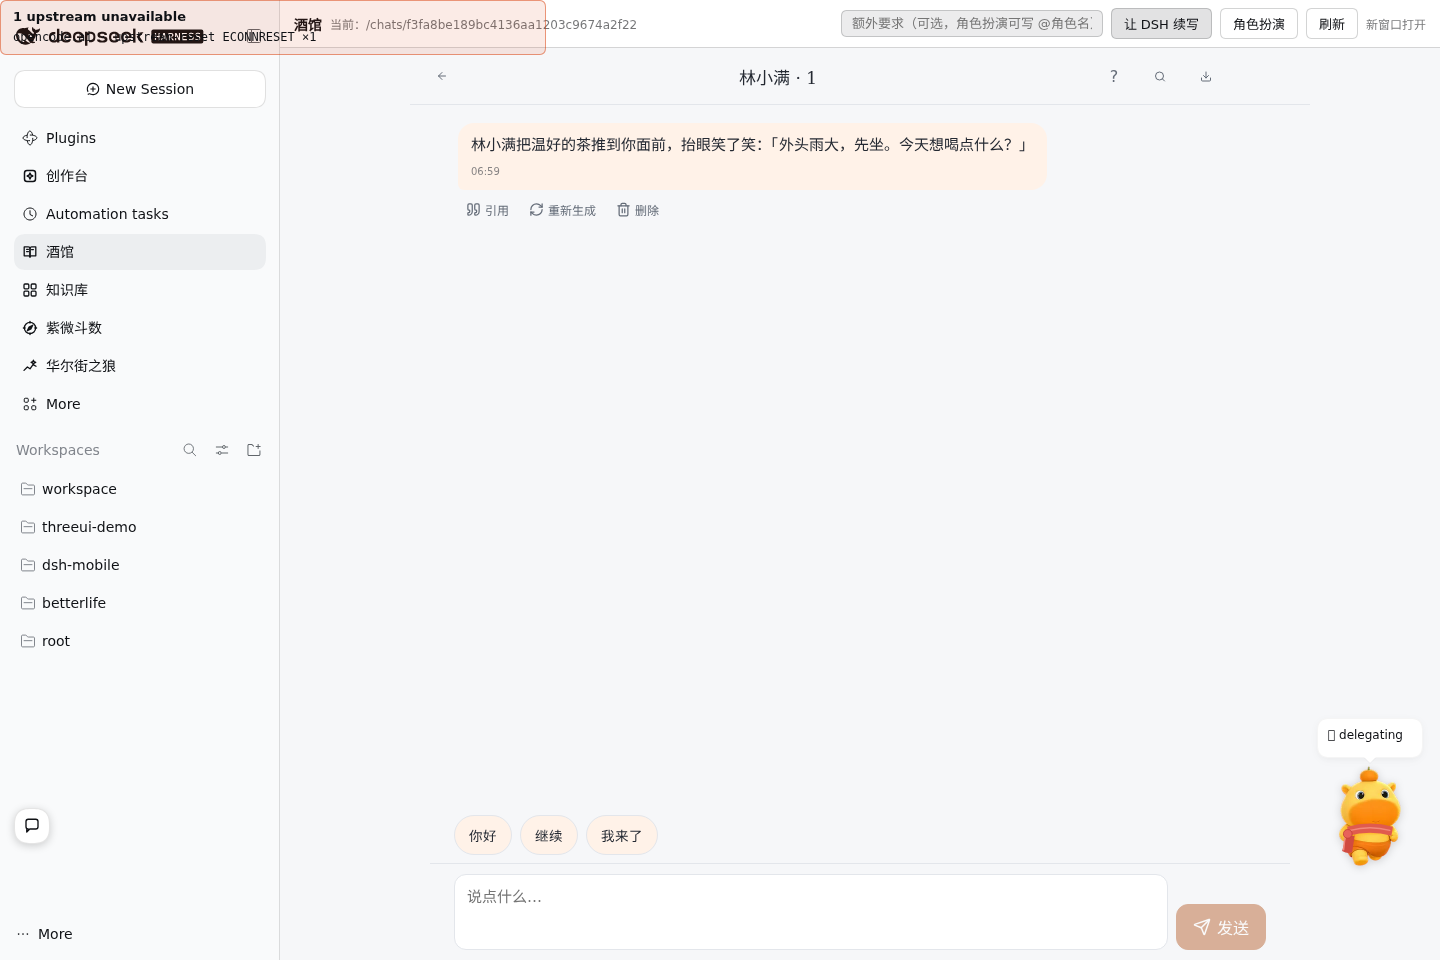 1 upstream unavailable
deepseek HARNESS
ECONNRESET ×1
酒馆 当前：/chats/f3fa8be189bc4136aa1203c9674a2f22
额外要求（可选，角色扮演可写 @角色名）
让 DSH 续写
角色扮演
刷新
新窗口打开
New Session
Plugins
创作台
Automation tasks
酒馆
知识库
紫微斗数
华尔街之狼
More
Workspaces
workspace
threeui-demo
dsh-mobile
betterlife
root
More
林小满 · 1
?
林小满把温好的茶推到你面前，抬眼笑了笑：「外头雨大，先坐。今天想喝点什么？」
06:59
引用
重新生成
删除
delegating
你好
继续
我来了
说点什么...
发送